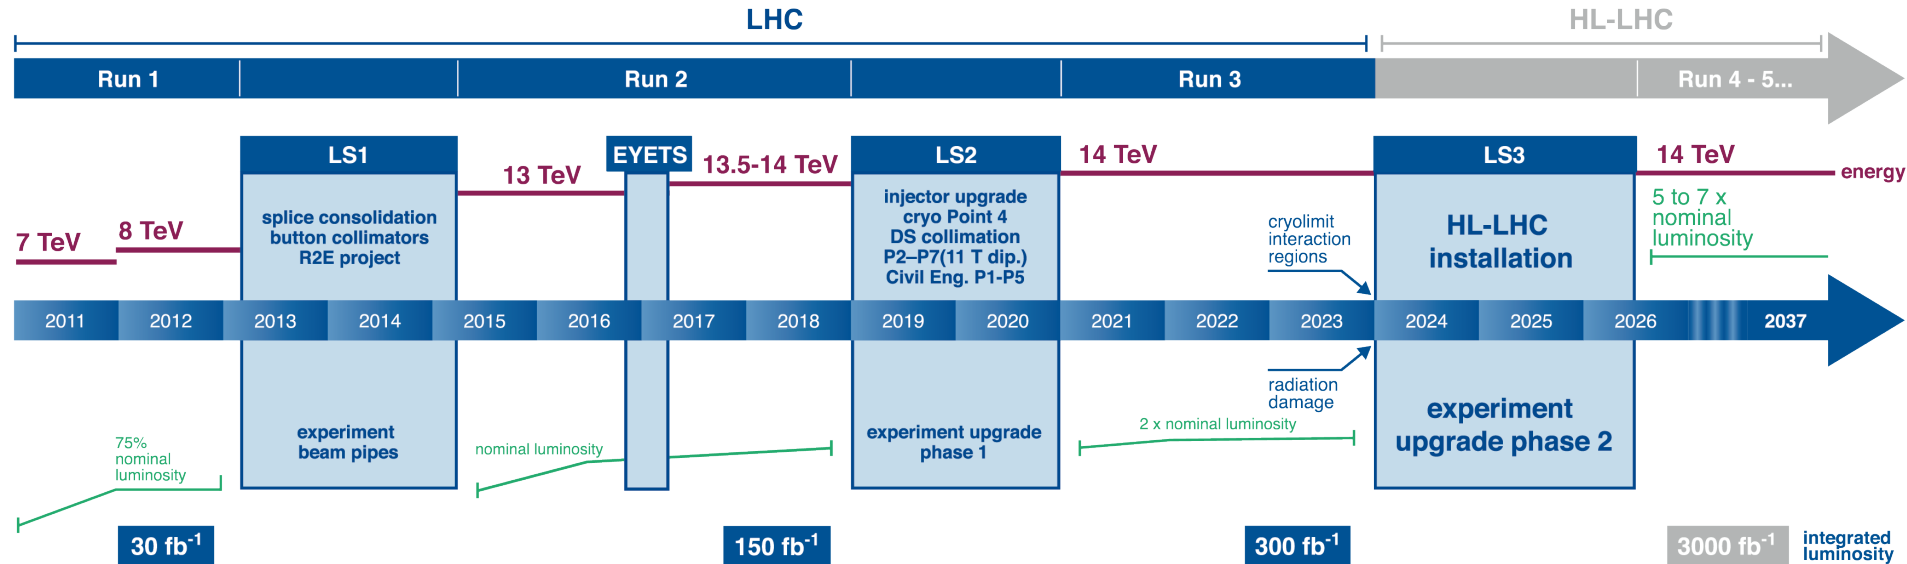 LHC
HL-LHC
Run 1
Run 2
Run 3
Run 4 - 5...
LS1
EYETS
LS2
LS3
7 TeV
8 TeV
13 TeV
13.5-14 TeV
14 TeV
14 TeV
energy
splice consolidation
button collimators
R2E project
injector upgrade
cryo Point 4
DS collimation
P2–P7(11 T dip.)
Civil Eng. P1-P5
cryolimit
interaction
regions
HL-LHC
installation
5 to 7 x
nominal
luminosity
2011
2012
2013
2014
2015
2016
2017
2018
2019
2020
2021
2022
2023
2024
2025
2026
2037
75%
nominal
luminosity
experiment
beam pipes
nominal luminosity
experiment upgrade
phase 1
2 x nominal luminosity
radiation
damage
experiment
upgrade phase 2
30 fb-1
150 fb-1
300 fb-1
3000 fb-1
integrated
luminosity